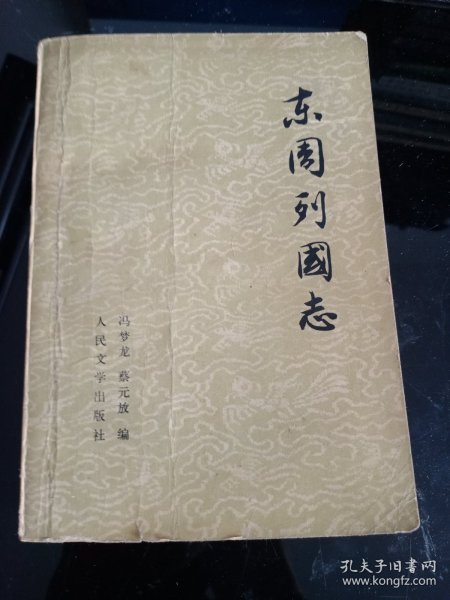 东周列國志
冯梦龙 蔡元放 编
人民文学出版社
孔夫子旧书网
www.kongfz.com